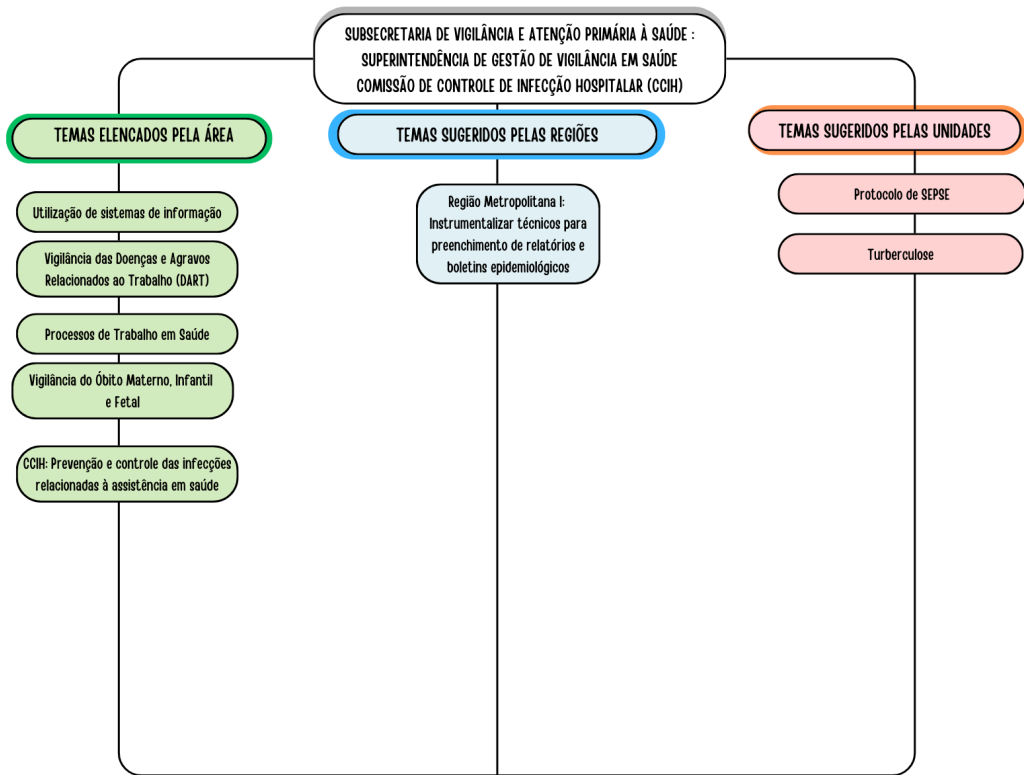 SUBSECRETARIA DE VIGILÂNCIA E ATENÇÃO PRIMÁRIA À SAÚDE :
SUPERINTENDÊNCIA DE GESTÃO DE VIGILÂNCIA EM SAÚDE
COMISSÃO DE CONTROLE DE INFECÇÃO HOSPITALAR (CCIH)
TEMAS ELENCADOS PELA ÁREA
Utilização de sistemas de informação
Vigilância das Doenças e Agravos
Relacionados ao Trabalho (DART)
Processos de Trabalho em Saúde
Vigilância do Óbito Materno, Infantil
e Fetal
CCIH: Prevenção e controle das infecções
relacionadas à assistência em saúde
TEMAS SUGERIDOS PELAS REGIÕES
Região Metropolitana I:
Instrumentalizar técnicos para
preenchimento de relatórios e
boletins epidemiológicos
TEMAS SUGERIDOS PELAS UNIDADES
Protocolo de SEPSE
Turberculose